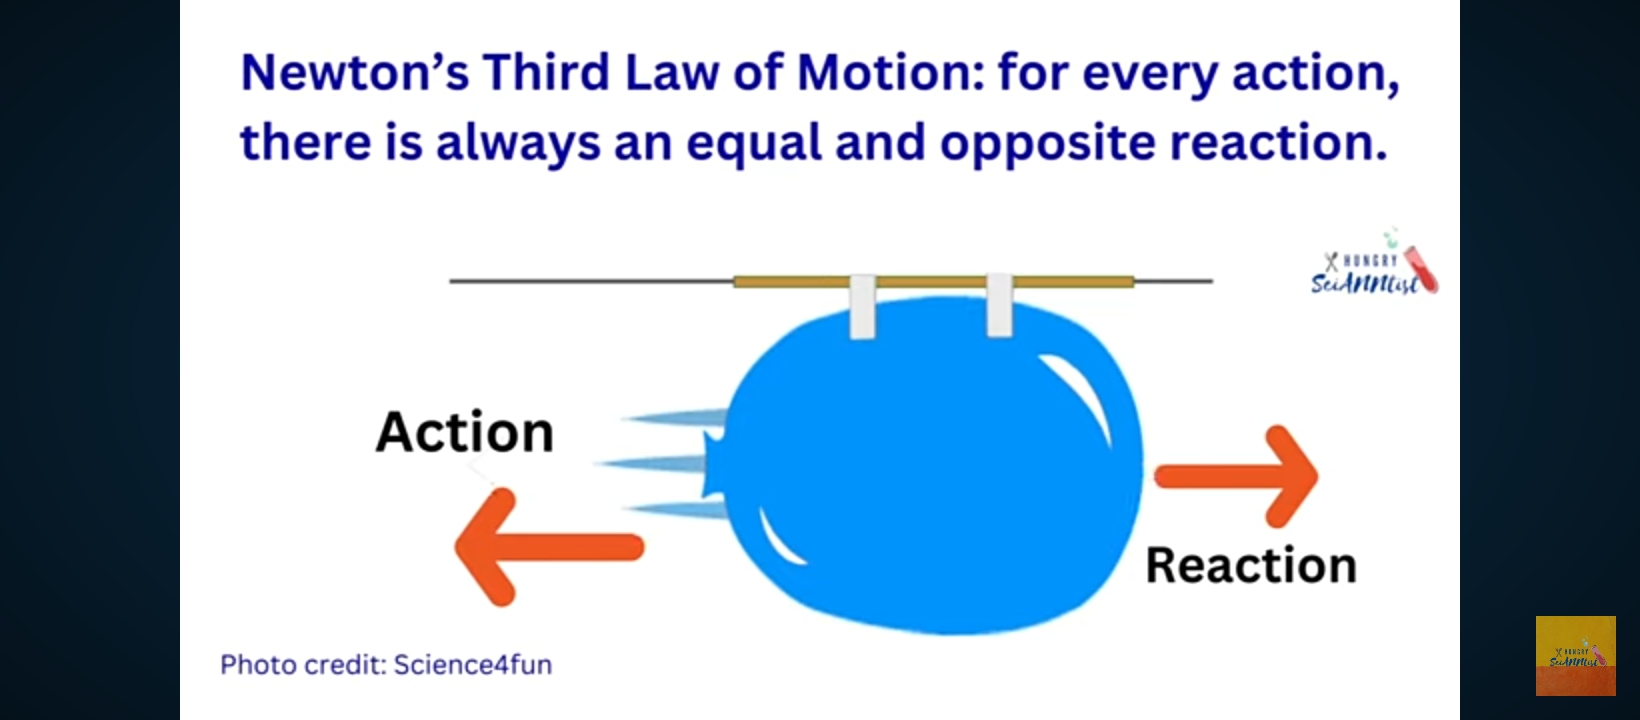 Newton's Third Law of Motion: for every action,
there is always an equal and opposite reaction.
HUNGRY
SciANNtist
Action
Reaction
Photo credit: Science4fun
HUNGRY
SciANNtist